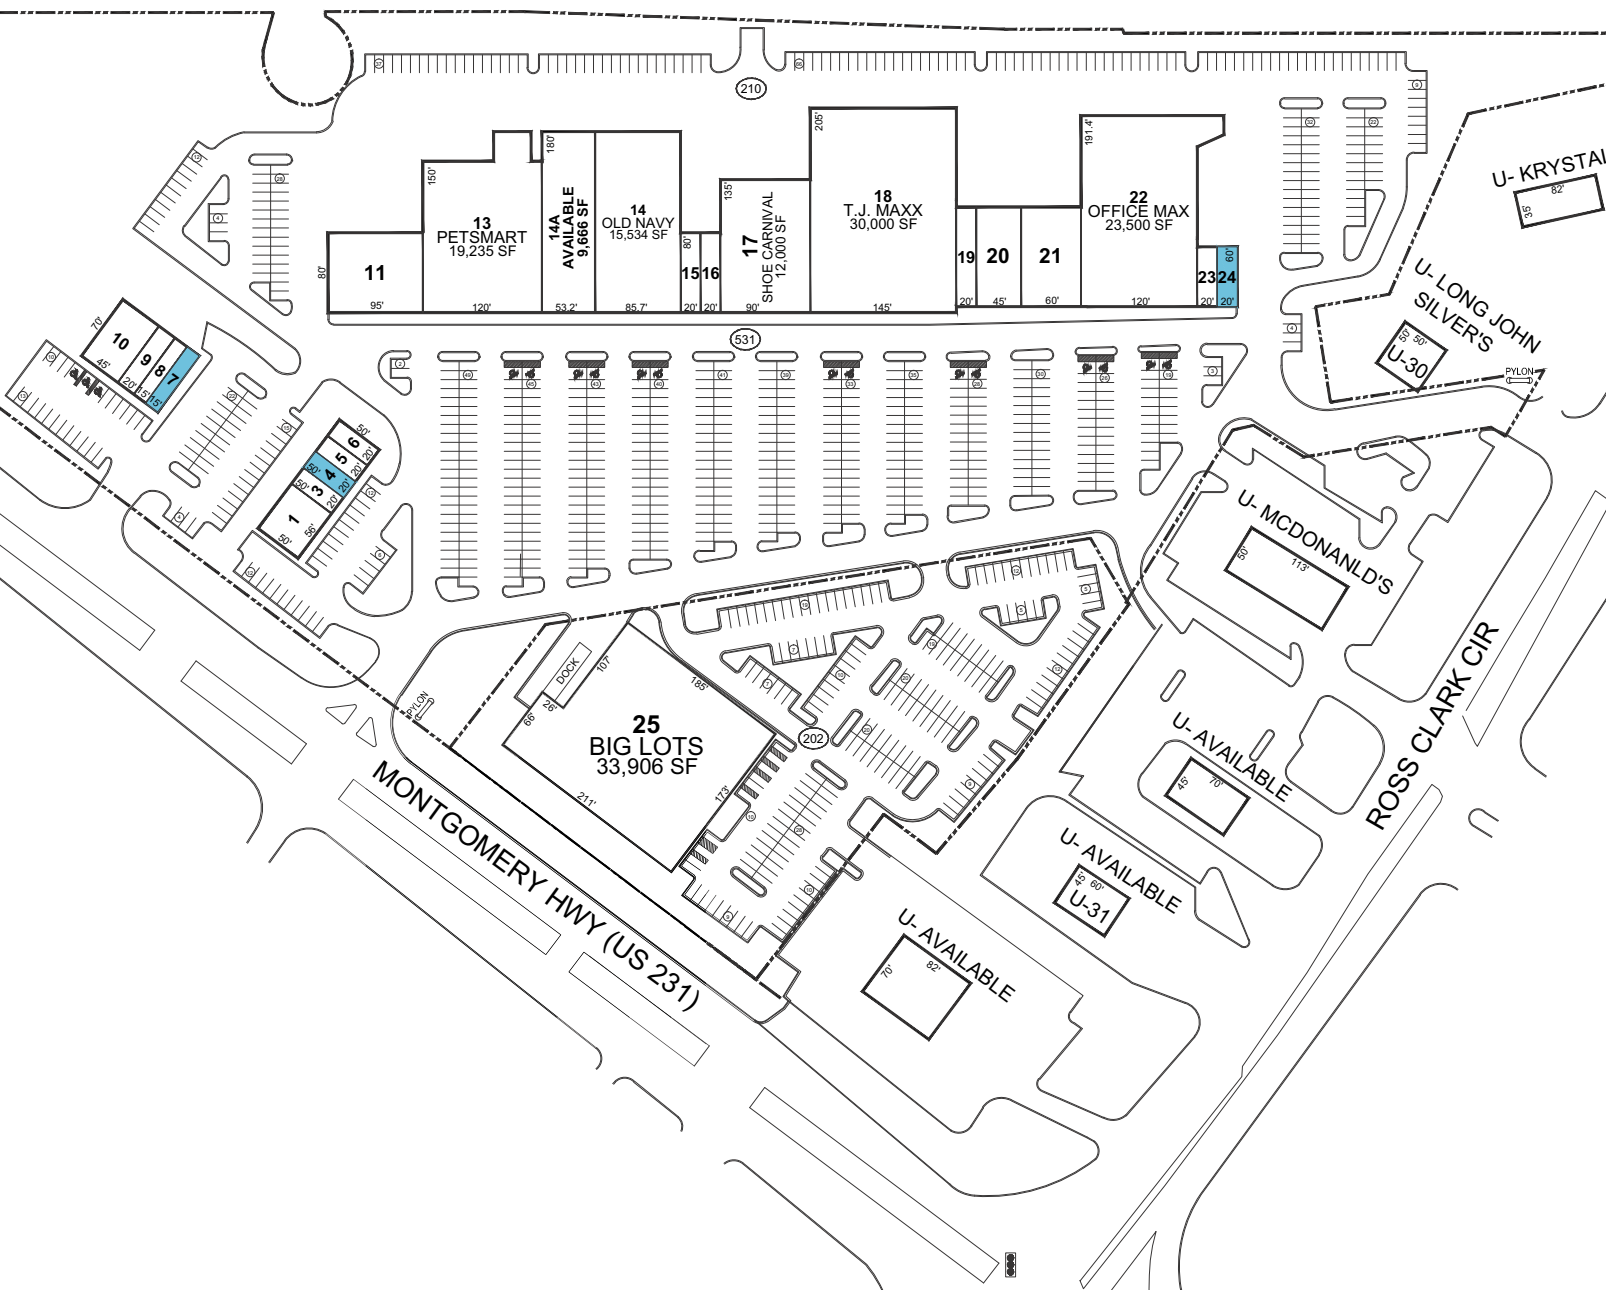 210
205'
191.4'
180'
150'
135'
13
PETSMART
19,235 SF
14A
AVAILABLE
9,666 SF
14
OLD NAVY
15,534 SF
17
SHOE CARNIVAL
12,000 SF
18
T.J. MAXX
30,000 SF
22
OFFICE MAX
23,500 SF
U- KRYSTAL
82'
35'
80'
11
80'
15
16
19
20
21
23
24
60'
95'
120'
53.2'
85.7'
20'
20'
90'
145'
20'
45'
60'
120'
20'
20'
531
U- LONG JOHN
SILVER'S
50'
50'
U-30
PYLON
70'
10
9
8
7
45'
20'
15'
15'
50'
6
5
4
3
1
20'
20'
20'
20'
50'
50'
56'
50'
U- MCDONANLD'S
50'
113'
DOCK
107'
185'
26'
66'
PYLON
25
BIG LOTS
33,906 SF
211'
173'
202
U- AVAILABLE
45'
70'
U- AVAILABLE
45'
60'
U-31
U- AVAILABLE
70'
82'
ROSS CLARK CIR
MONTGOMERY HWY (US 231)